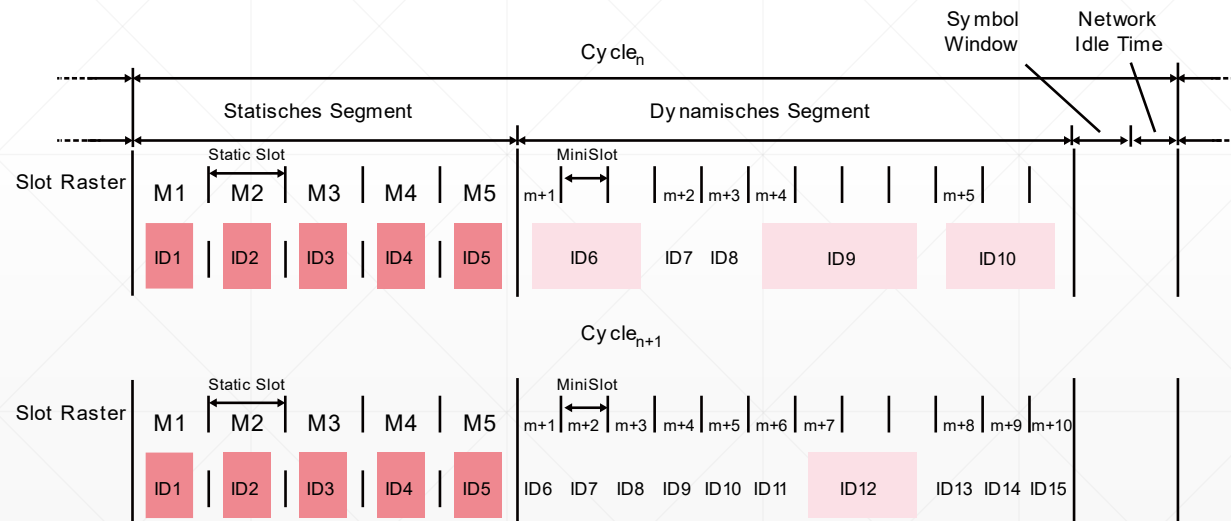 Symbol Window
Network Idle Time
Cyclen
Statisches Segment
Dynamisches Segment
Static Slot
MiniSlot
Slot Raster
M1 M2 M3 M4 M5 m+1 m+2 m+3 m+4 m+5
ID1 ID2 ID3 ID4 ID5 ID6 ID7 ID8 ID9 ID10
Cyclen+1
Static Slot
MiniSlot
Slot Raster
M1 M2 M3 M4 M5 m+1 m+2 m+3 m+4 m+5 m+6 m+7 m+8 m+9 m+10
ID1 ID2 ID3 ID4 ID5 ID6 ID7 ID8 ID9 ID10 ID11 ID12 ID13 ID14 ID15